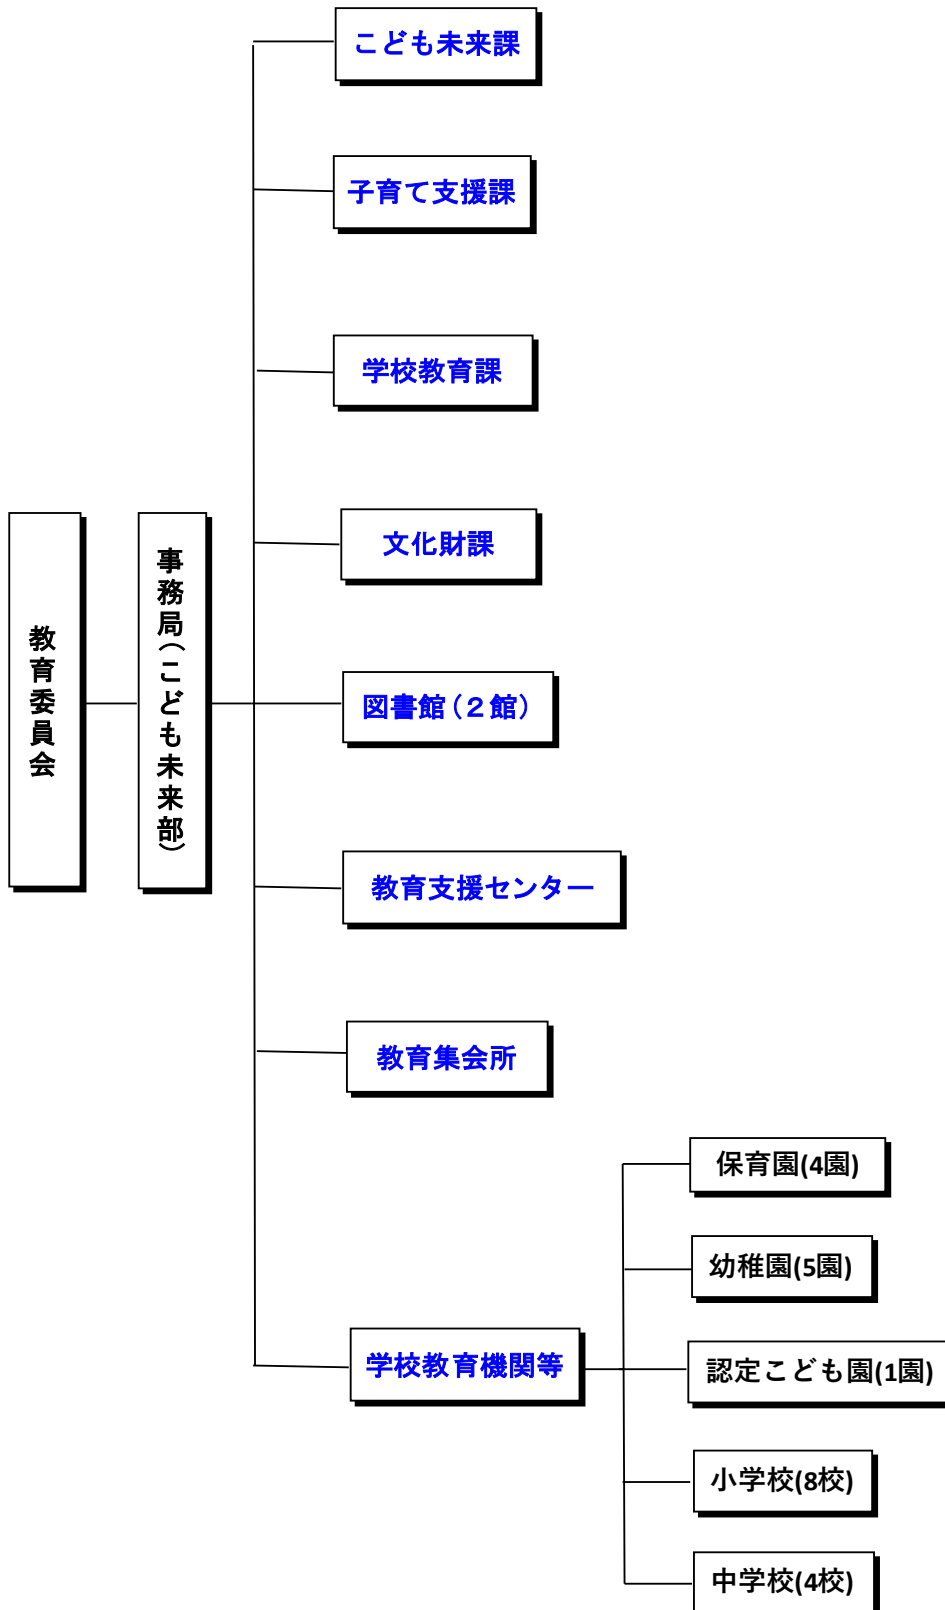 教育委員会
事務局（こども未来部）
こども未来課
子育て支援課
学校教育課
文化財課
図書館（２館）
教育支援センター
教育集会所
学校教育機関等
保育園(4園)
幼稚園(5園)
認定こども園(1園)
小学校(8校)
中学校(4校)